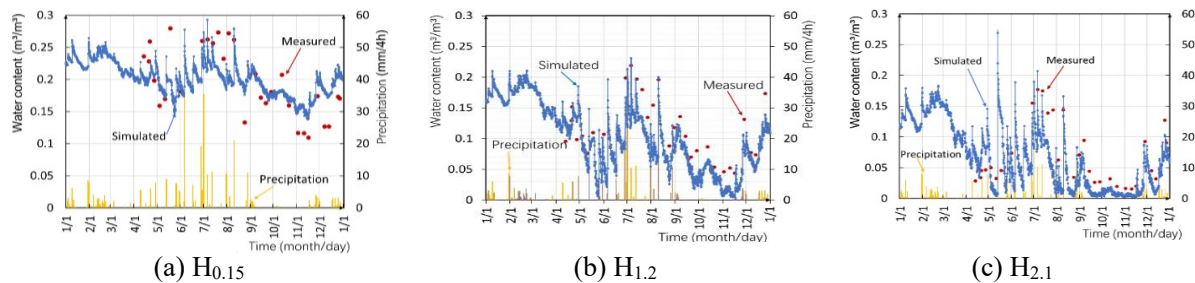 Water content (m³/m³)
0.3
0.25
0.2
0.15
0.1
0.05
0
60
50
40
30
20
10
0
Precipitation (mm/4h)
Measured
Simulated
Precipitation
1/1 2/1 3/1 4/1 5/1 6/1 7/1 8/1 9/1 10/1 11/1 12/1 1/1
Time (month/day)
(a) H0.15
Water content (m³/m³)
0.3
0.25
0.2
0.15
0.1
0.05
0
60
50
40
30
20
10
0
Precipitation (mm/4h)
Simulated
Measured
Precipitation
1/1 2/1 3/1 4/1 5/1 6/1 7/1 8/1 9/1 10/1 11/1 12/1 1/1
Time (month/day)
(b) H1.2
Water content (m³/m³)
0.3
0.25
0.2
0.15
0.1
0.05
0
60
50
40
30
20
10
0
Precipitation (mm/4h)
Simulated
Measured
Precipitation
1/1 2/1 3/1 4/1 5/1 6/1 7/1 8/1 9/1 10/1 11/1 12/1 1/1
Time (month/day)
(c) H2.1